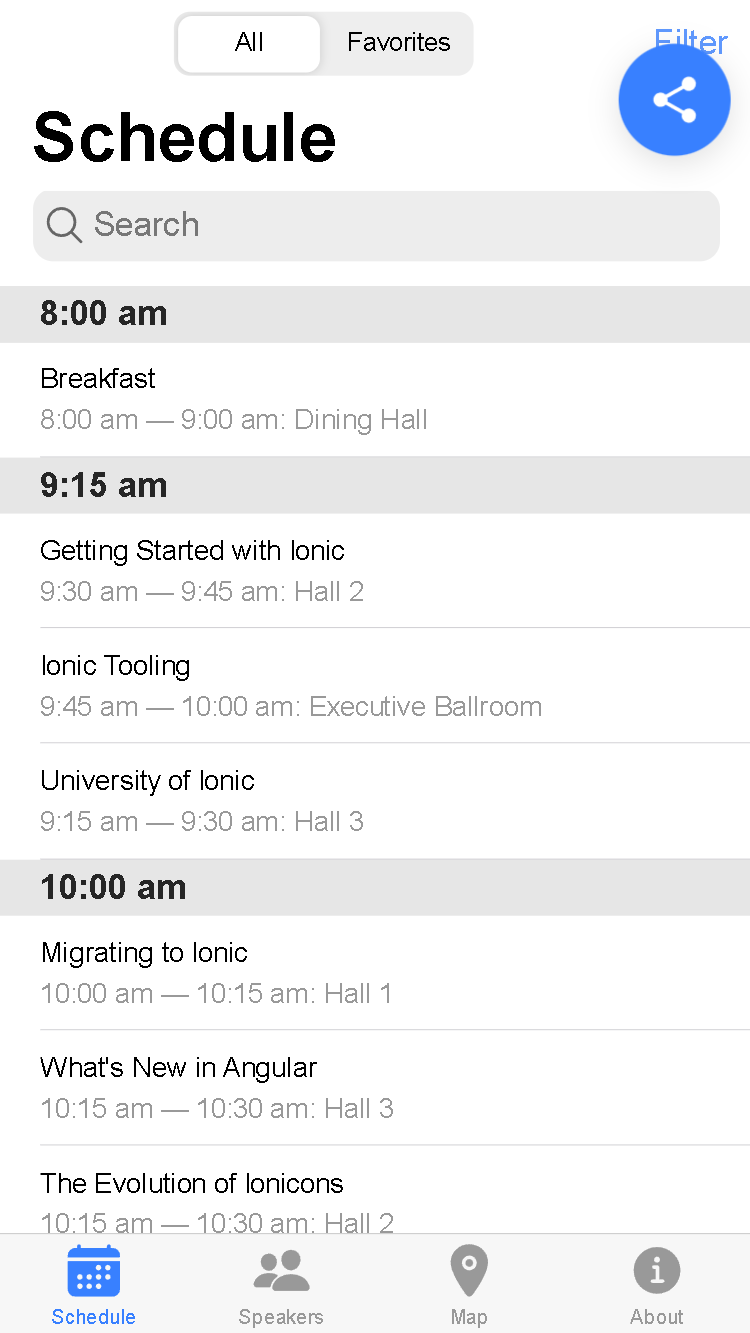 All Favorites Filter
Schedule
Search
8:00 am
Breakfast
8:00 am — 9:00 am: Dining Hall
9:15 am
Getting Started with Ionic
9:30 am — 9:45 am: Hall 2
Ionic Tooling
9:45 am — 10:00 am: Executive Ballroom
University of Ionic
9:15 am — 9:30 am: Hall 3
10:00 am
Migrating to Ionic
10:00 am — 10:15 am: Hall 1
What's New in Angular
10:15 am — 10:30 am: Hall 3
The Evolution of Ionicons
10:15 am — 10:30 am: Hall 2
Schedule Speakers Map About